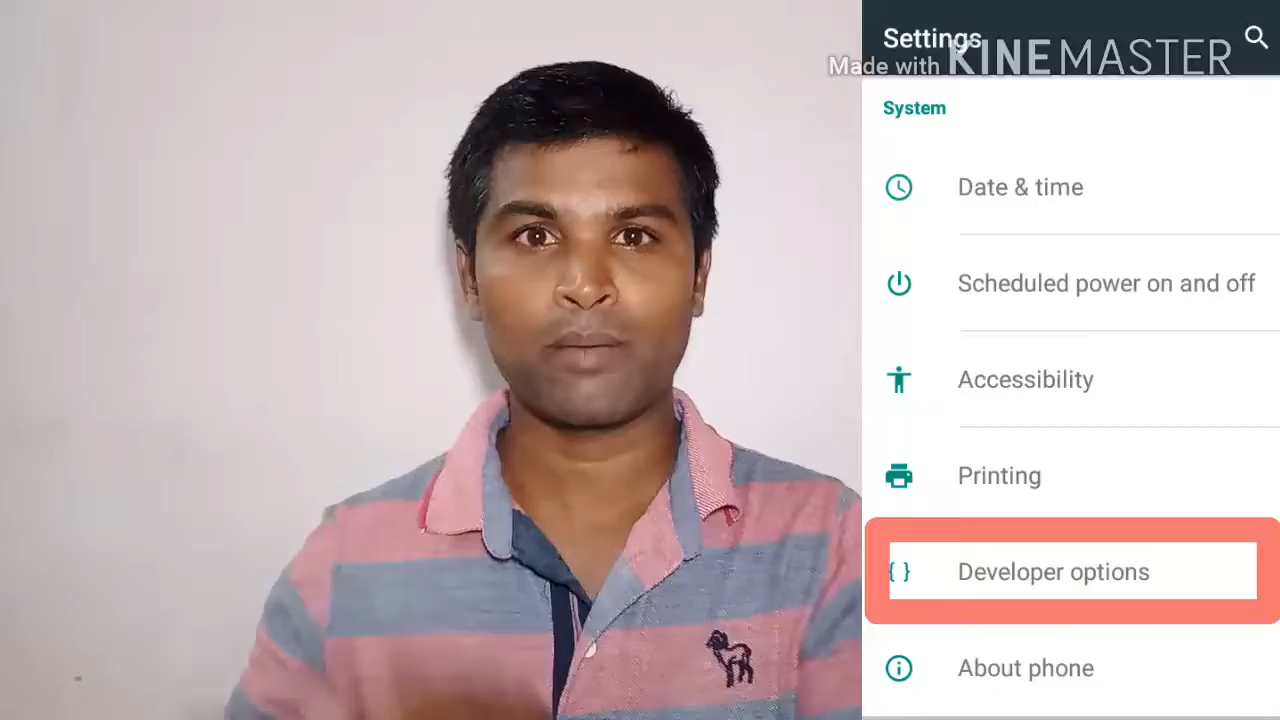 Settings
Made with KINEMASTER
System
Date & time
Scheduled power on and off
Accessibility
Printing
{ } Developer options
About phone